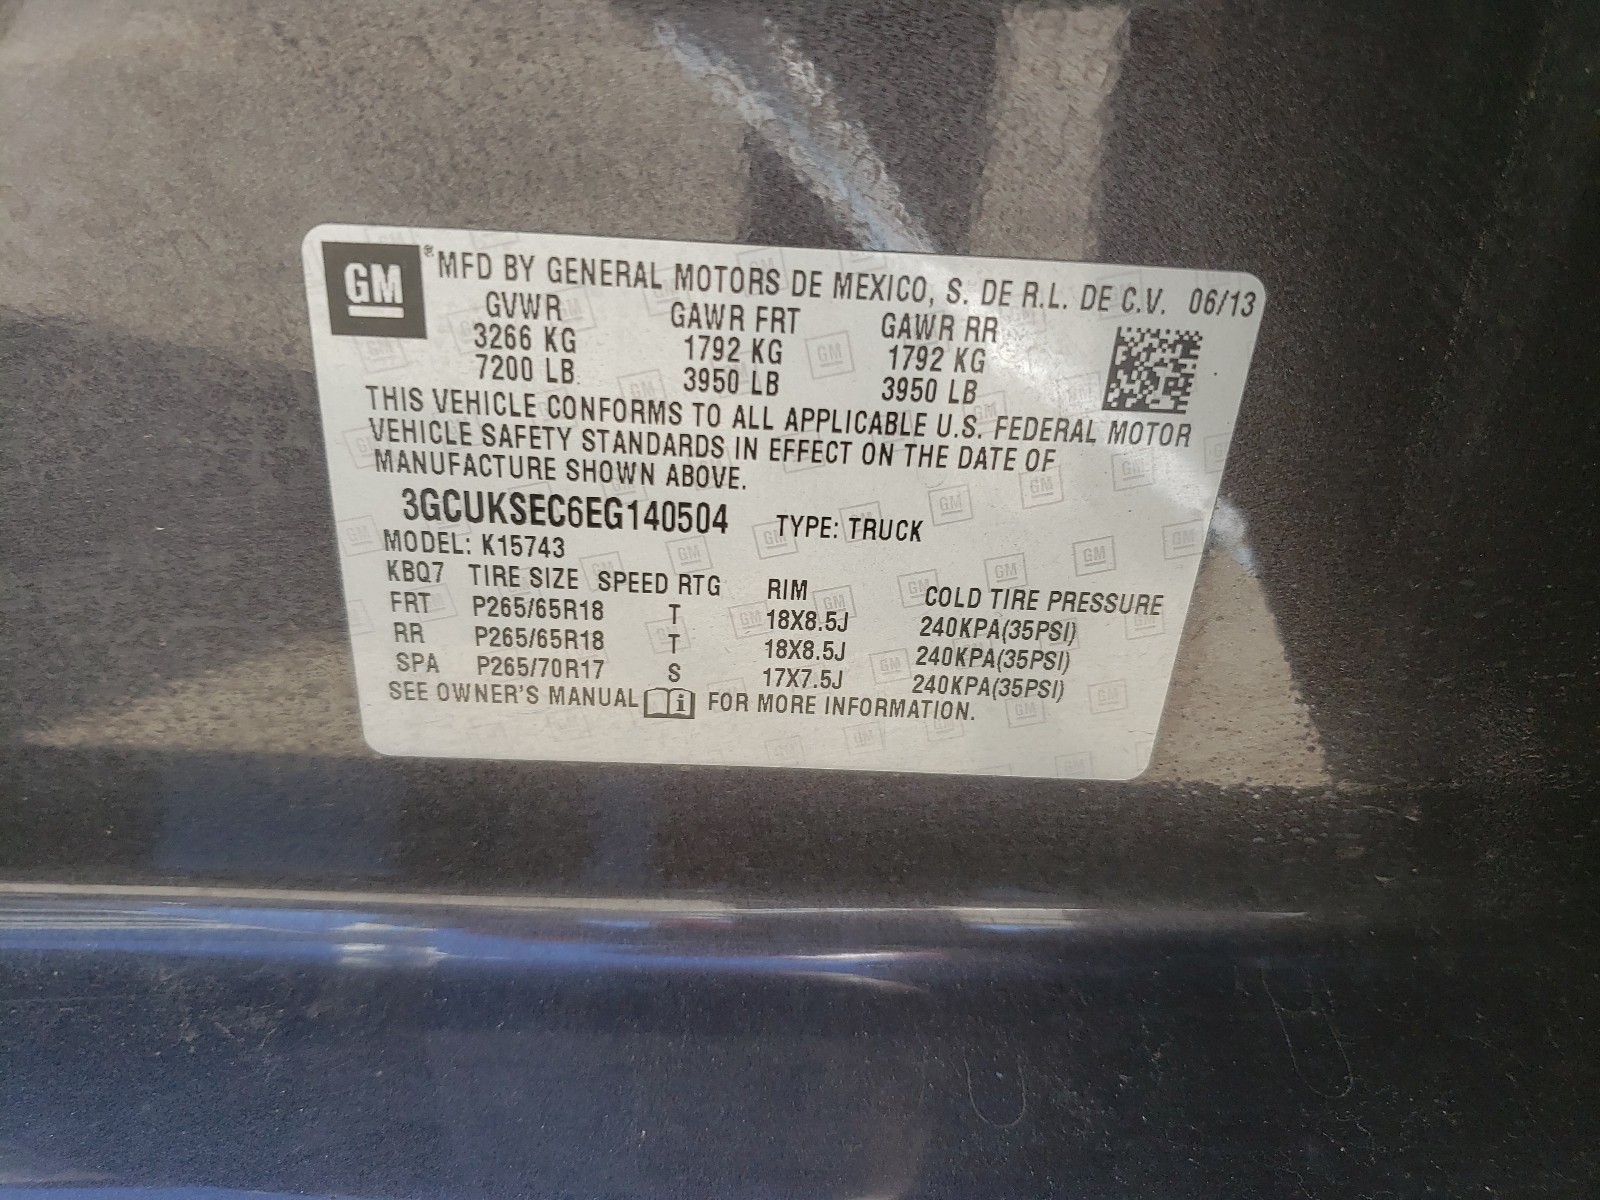 GM® MFD BY GENERAL MOTORS DE MEXICO, S. DE R.L. DE C.V. 06/13
GVWR GAWR FRT GAWR RR
3266 KG 1792 KG 1792 KG
7200 LB 3950 LB 3950 LB
THIS VEHICLE CONFORMS TO ALL APPLICABLE U.S. FEDERAL MOTOR
VEHICLE SAFETY STANDARDS IN EFFECT ON THE DATE OF
MANUFACTURE SHOWN ABOVE.
3GCUKSEC6EG140504 TYPE: TRUCK
MODEL: K15743
KBQ7 TIRE SIZE SPEED RTG RIM COLD TIRE PRESSURE
FRT P265/65R18 T 18X8.5J 240KPA(35PSI)
RR P265/65R18 T 18X8.5J 240KPA(35PSI)
SPA P265/70R17 S 17X7.5J 240KPA(35PSI)
SEE OWNER'S MANUAL i FOR MORE INFORMATION.